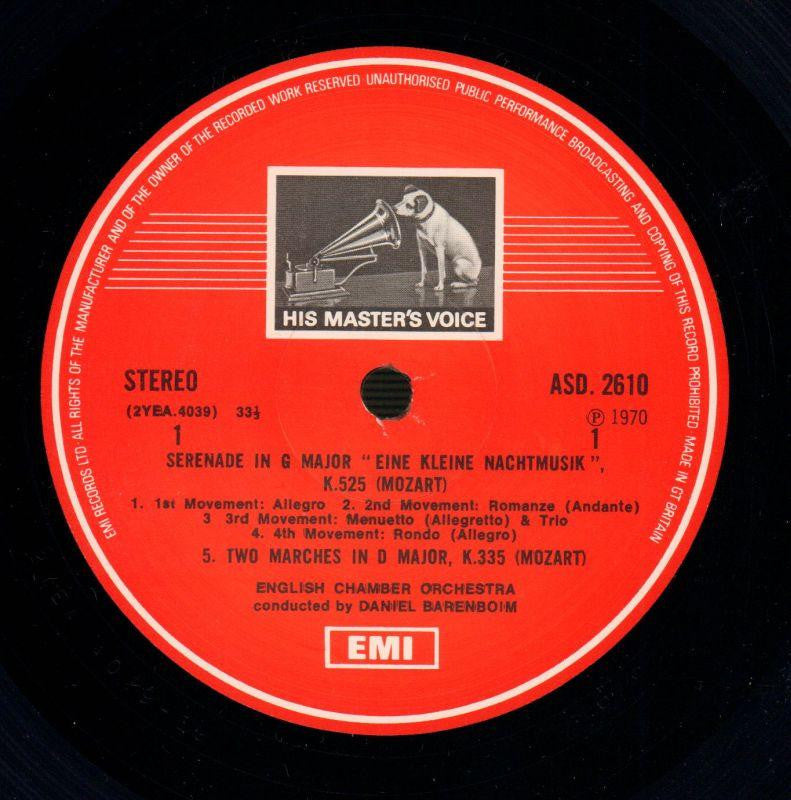 EMI RECORDS LTD · ALL RIGHTS OF THE MANUFACTURER AND OF THE OWNER OF THE RECORDED WORK RESERVED UNAUTHORISED PUBLIC PERFORMANCE BROADCASTING AND COPYING OF THIS RECORD PROHIBITED · MADE IN GT BRITAIN
HIS MASTER'S VOICE
STEREO
ASD. 2610
(2YEA.4039) 33⅓
℗ 1970
1
1
SERENADE IN G MAJOR "EINE KLEINE NACHTMUSIK",
K.525 (MOZART)
1. 1st Movement: Allegro 2. 2nd Movement: Romanze (Andante)
3 3rd Movement: Menuetto (Allegretto) & Trio
4. 4th Movement: Rondo (Allegro)
5. TWO MARCHES IN D MAJOR, K.335 (MOZART)
ENGLISH CHAMBER ORCHESTRA
conducted by DANIEL BARENBOIM
EMI